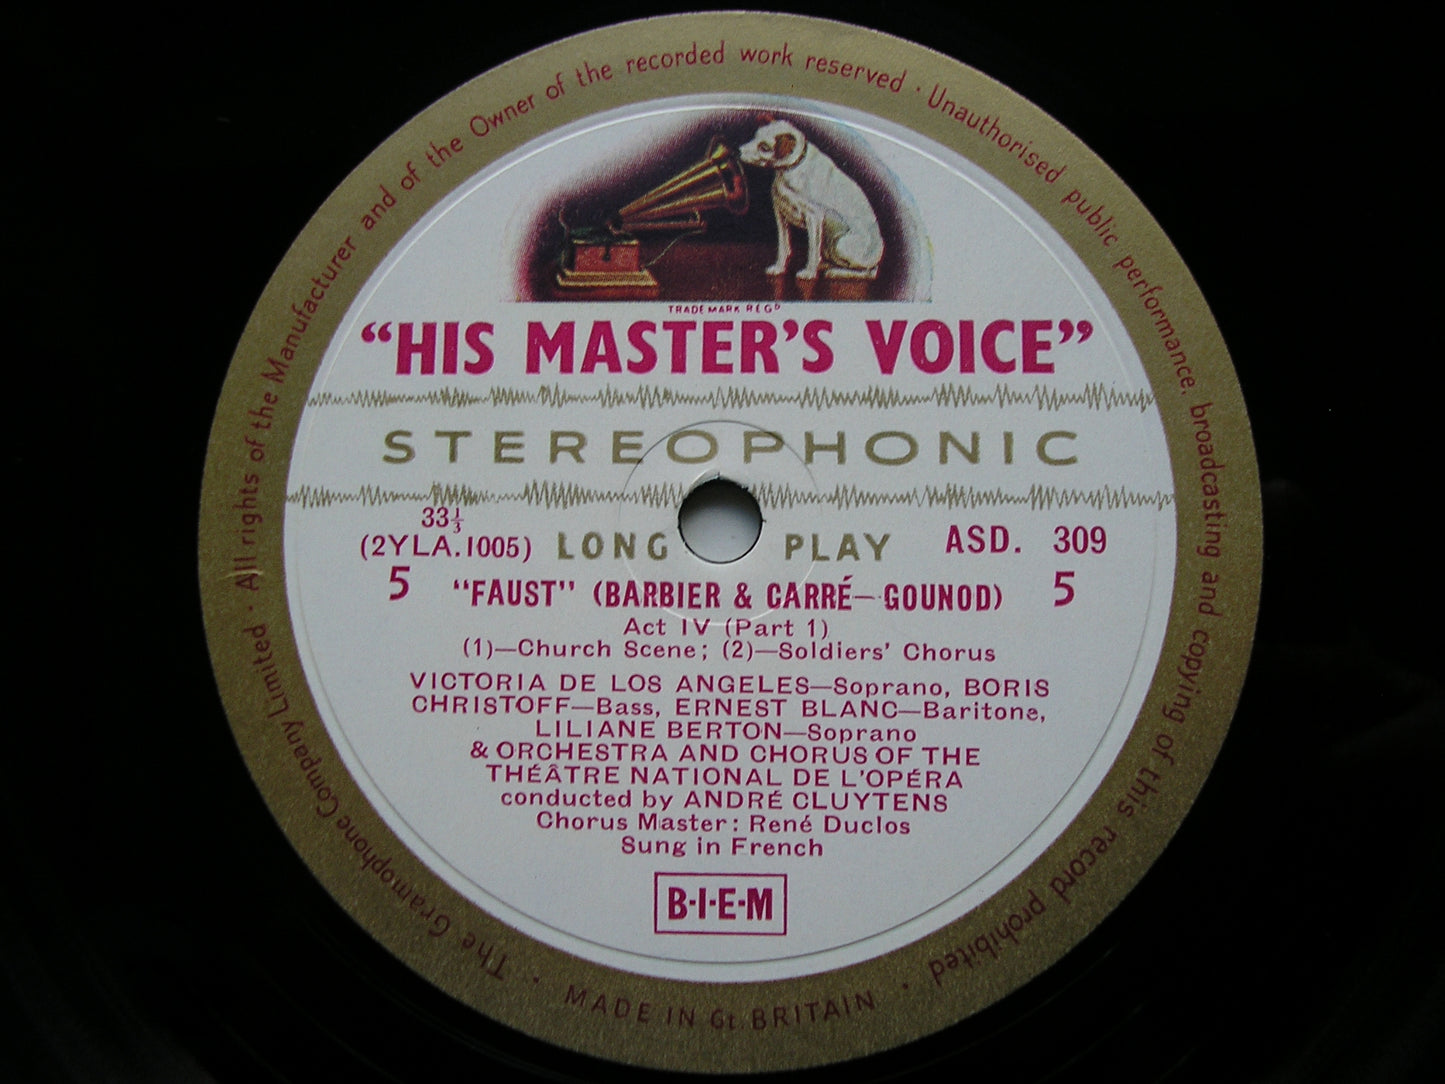 The Gramophone Company Limited · All rights of the Manufacturer and of the Owner of the recorded work reserved · Unauthorised public performance, broadcasting and copying of this record prohibited ·
TRADE MARK REGD
“HIS MASTER'S VOICE”
STEREOPHONIC
33⅓
(2YLA.1005) LONG PLAY ASD. 309
5 “FAUST” (BARBIER & CARRÉ—GOUNOD) 5
Act IV (Part 1)
(1)—Church Scene; (2)—Soldiers' Chorus
VICTORIA DE LOS ANGELES—Soprano, BORIS
CHRISTOFF—Bass, ERNEST BLANC—Baritone,
LILIANE BERTON—Soprano
& ORCHESTRA AND CHORUS OF THE
THÉÂTRE NATIONAL DE L'OPÉRA
conducted by ANDRÉ CLUYTENS
Chorus Master: René Duclos
Sung in French
B·I·E·M
· MADE IN Gt. BRITAIN ·